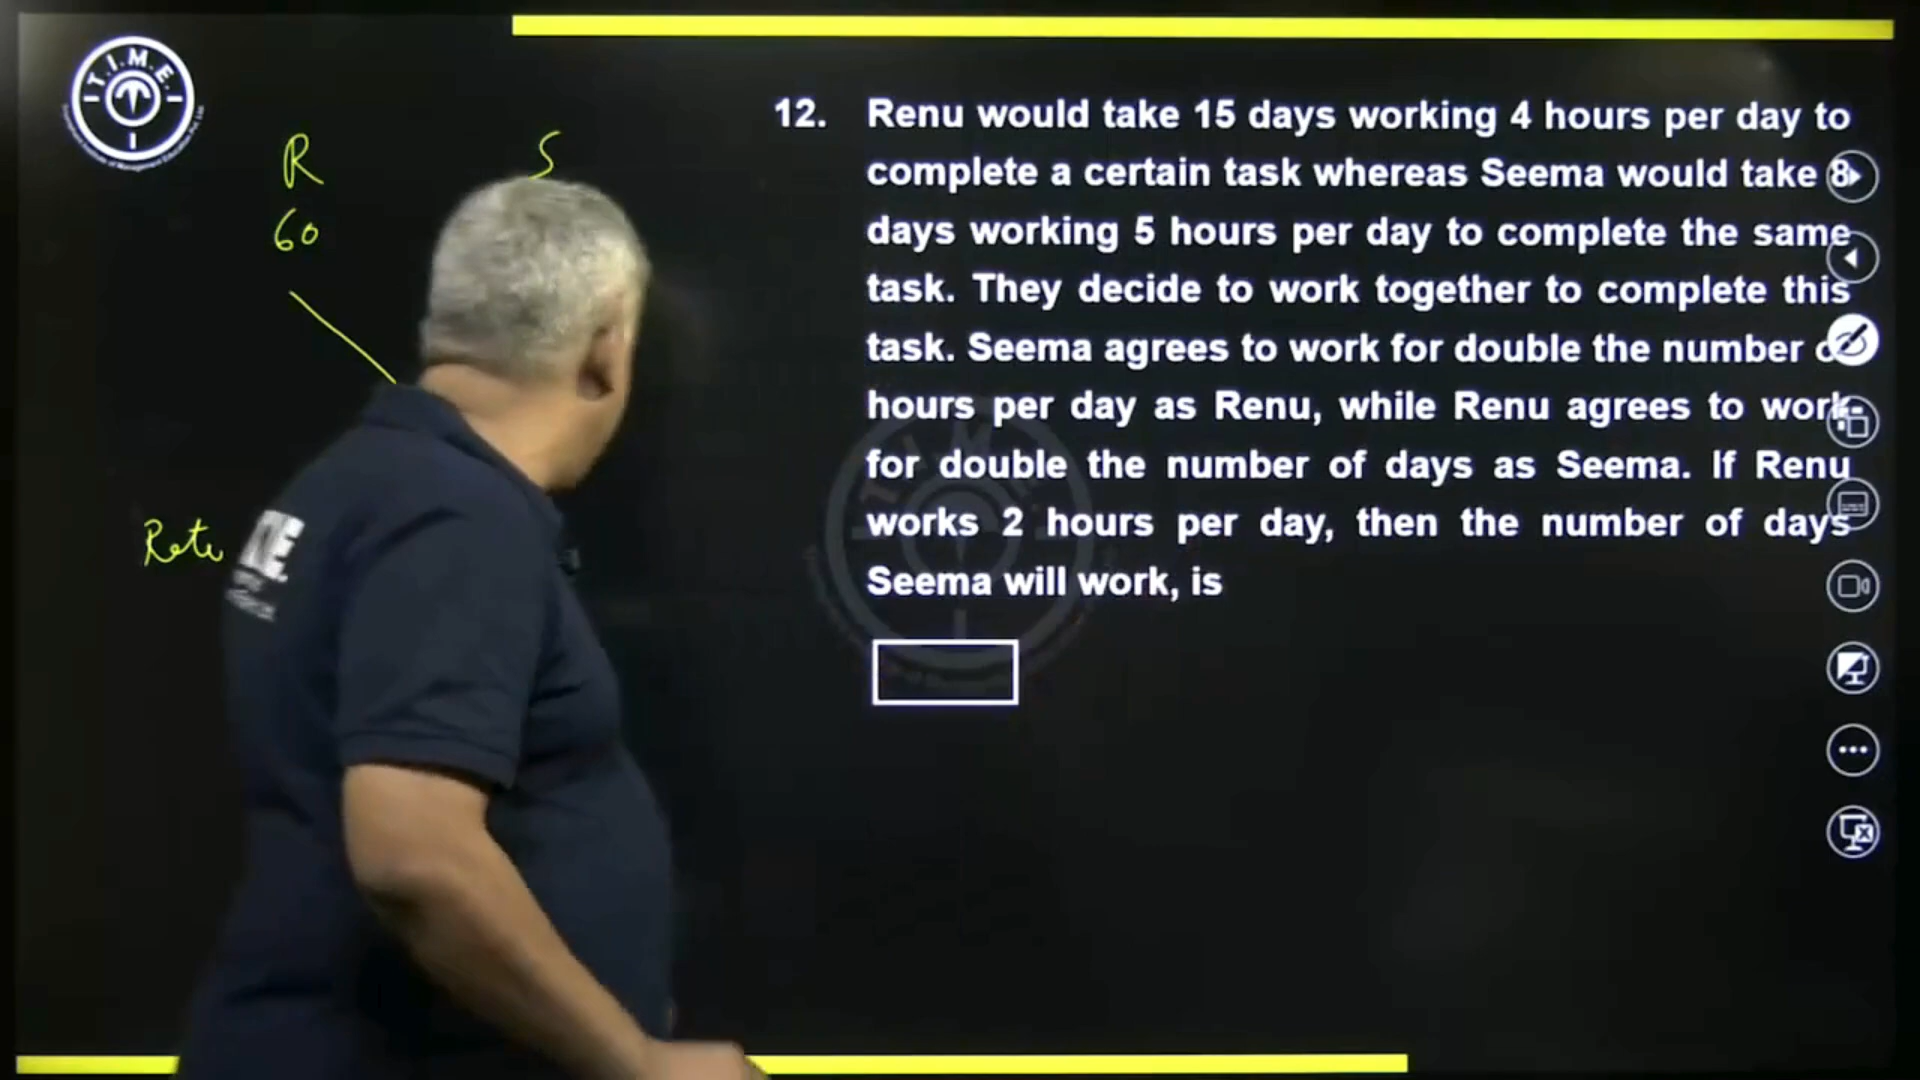 T.I.M.E.
R
S
60
Rate
12. Renu would take 15 days working 4 hours per day to
complete a certain task whereas Seema would take 8
days working 5 hours per day to complete the same
task. They decide to work together to complete this
task. Seema agrees to work for double the number
hours per day as Renu, while Renu agrees to work
for double the number of days as Seema. If Renu
works 2 hours per day, then the number of days
Seema will work, is